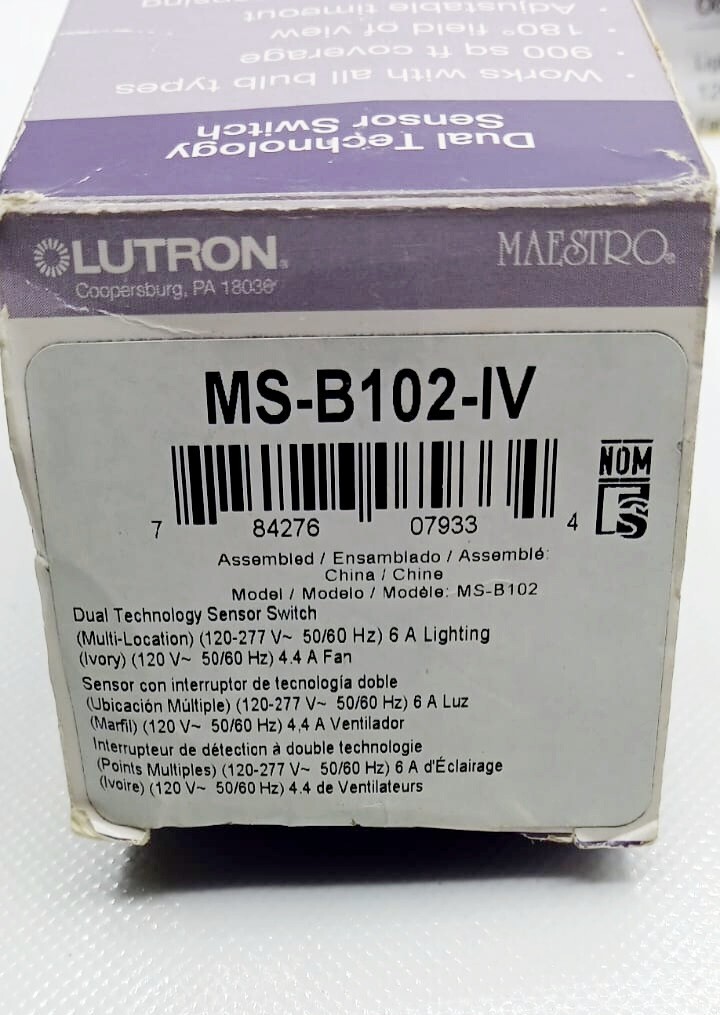 · Adjustable timeout
· 180° field of view
· 900 sq ft coverage
· Works with all bulb types
Dual Technology
Sensor Switch
LUTRON®
Coopersburg, PA 18036
MAESTRO®
MS-B102-IV
7 84276 07933 4
NOM
Assembled / Ensamblado / Assemblé:
China / Chine
Model / Modelo / Modèle: MS-B102
Dual Technology Sensor Switch
(Multi-Location) (120-277 V~ 50/60 Hz) 6 A Lighting
(Ivory) (120 V~ 50/60 Hz) 4.4 A Fan
Sensor con interruptor de tecnología doble
(Ubicación Múltiple) (120-277 V~ 50/60 Hz) 6 A Luz
(Marfil) (120 V~ 50/60 Hz) 4,4 A Ventilador
Interrupteur de détection à double technologie
(Points Multiples) (120-277 V~ 50/60 Hz) 6 A d'Éclairage
(Ivoire) (120 V~ 50/60 Hz) 4.4 de Ventilateurs